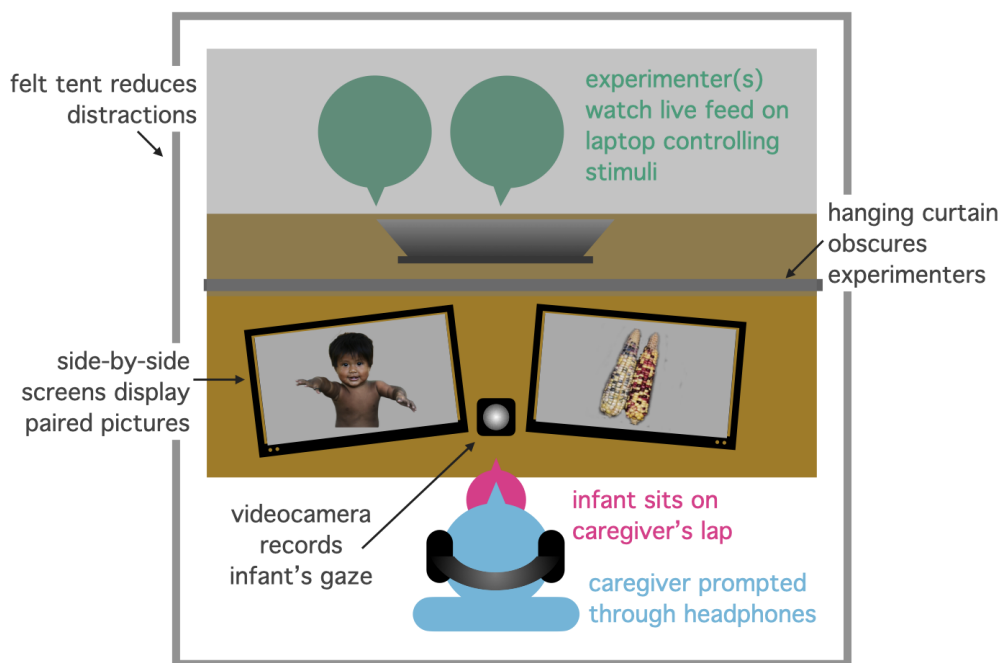 felt tent reduces
distractions
experimenter(s)
watch live feed on
laptop controlling
stimuli
hanging curtain
obscures
experimenters
side-by-side
screens display
paired pictures
videocamera
records
infant's gaze
infant sits on
caregiver's lap
caregiver prompted
through headphones